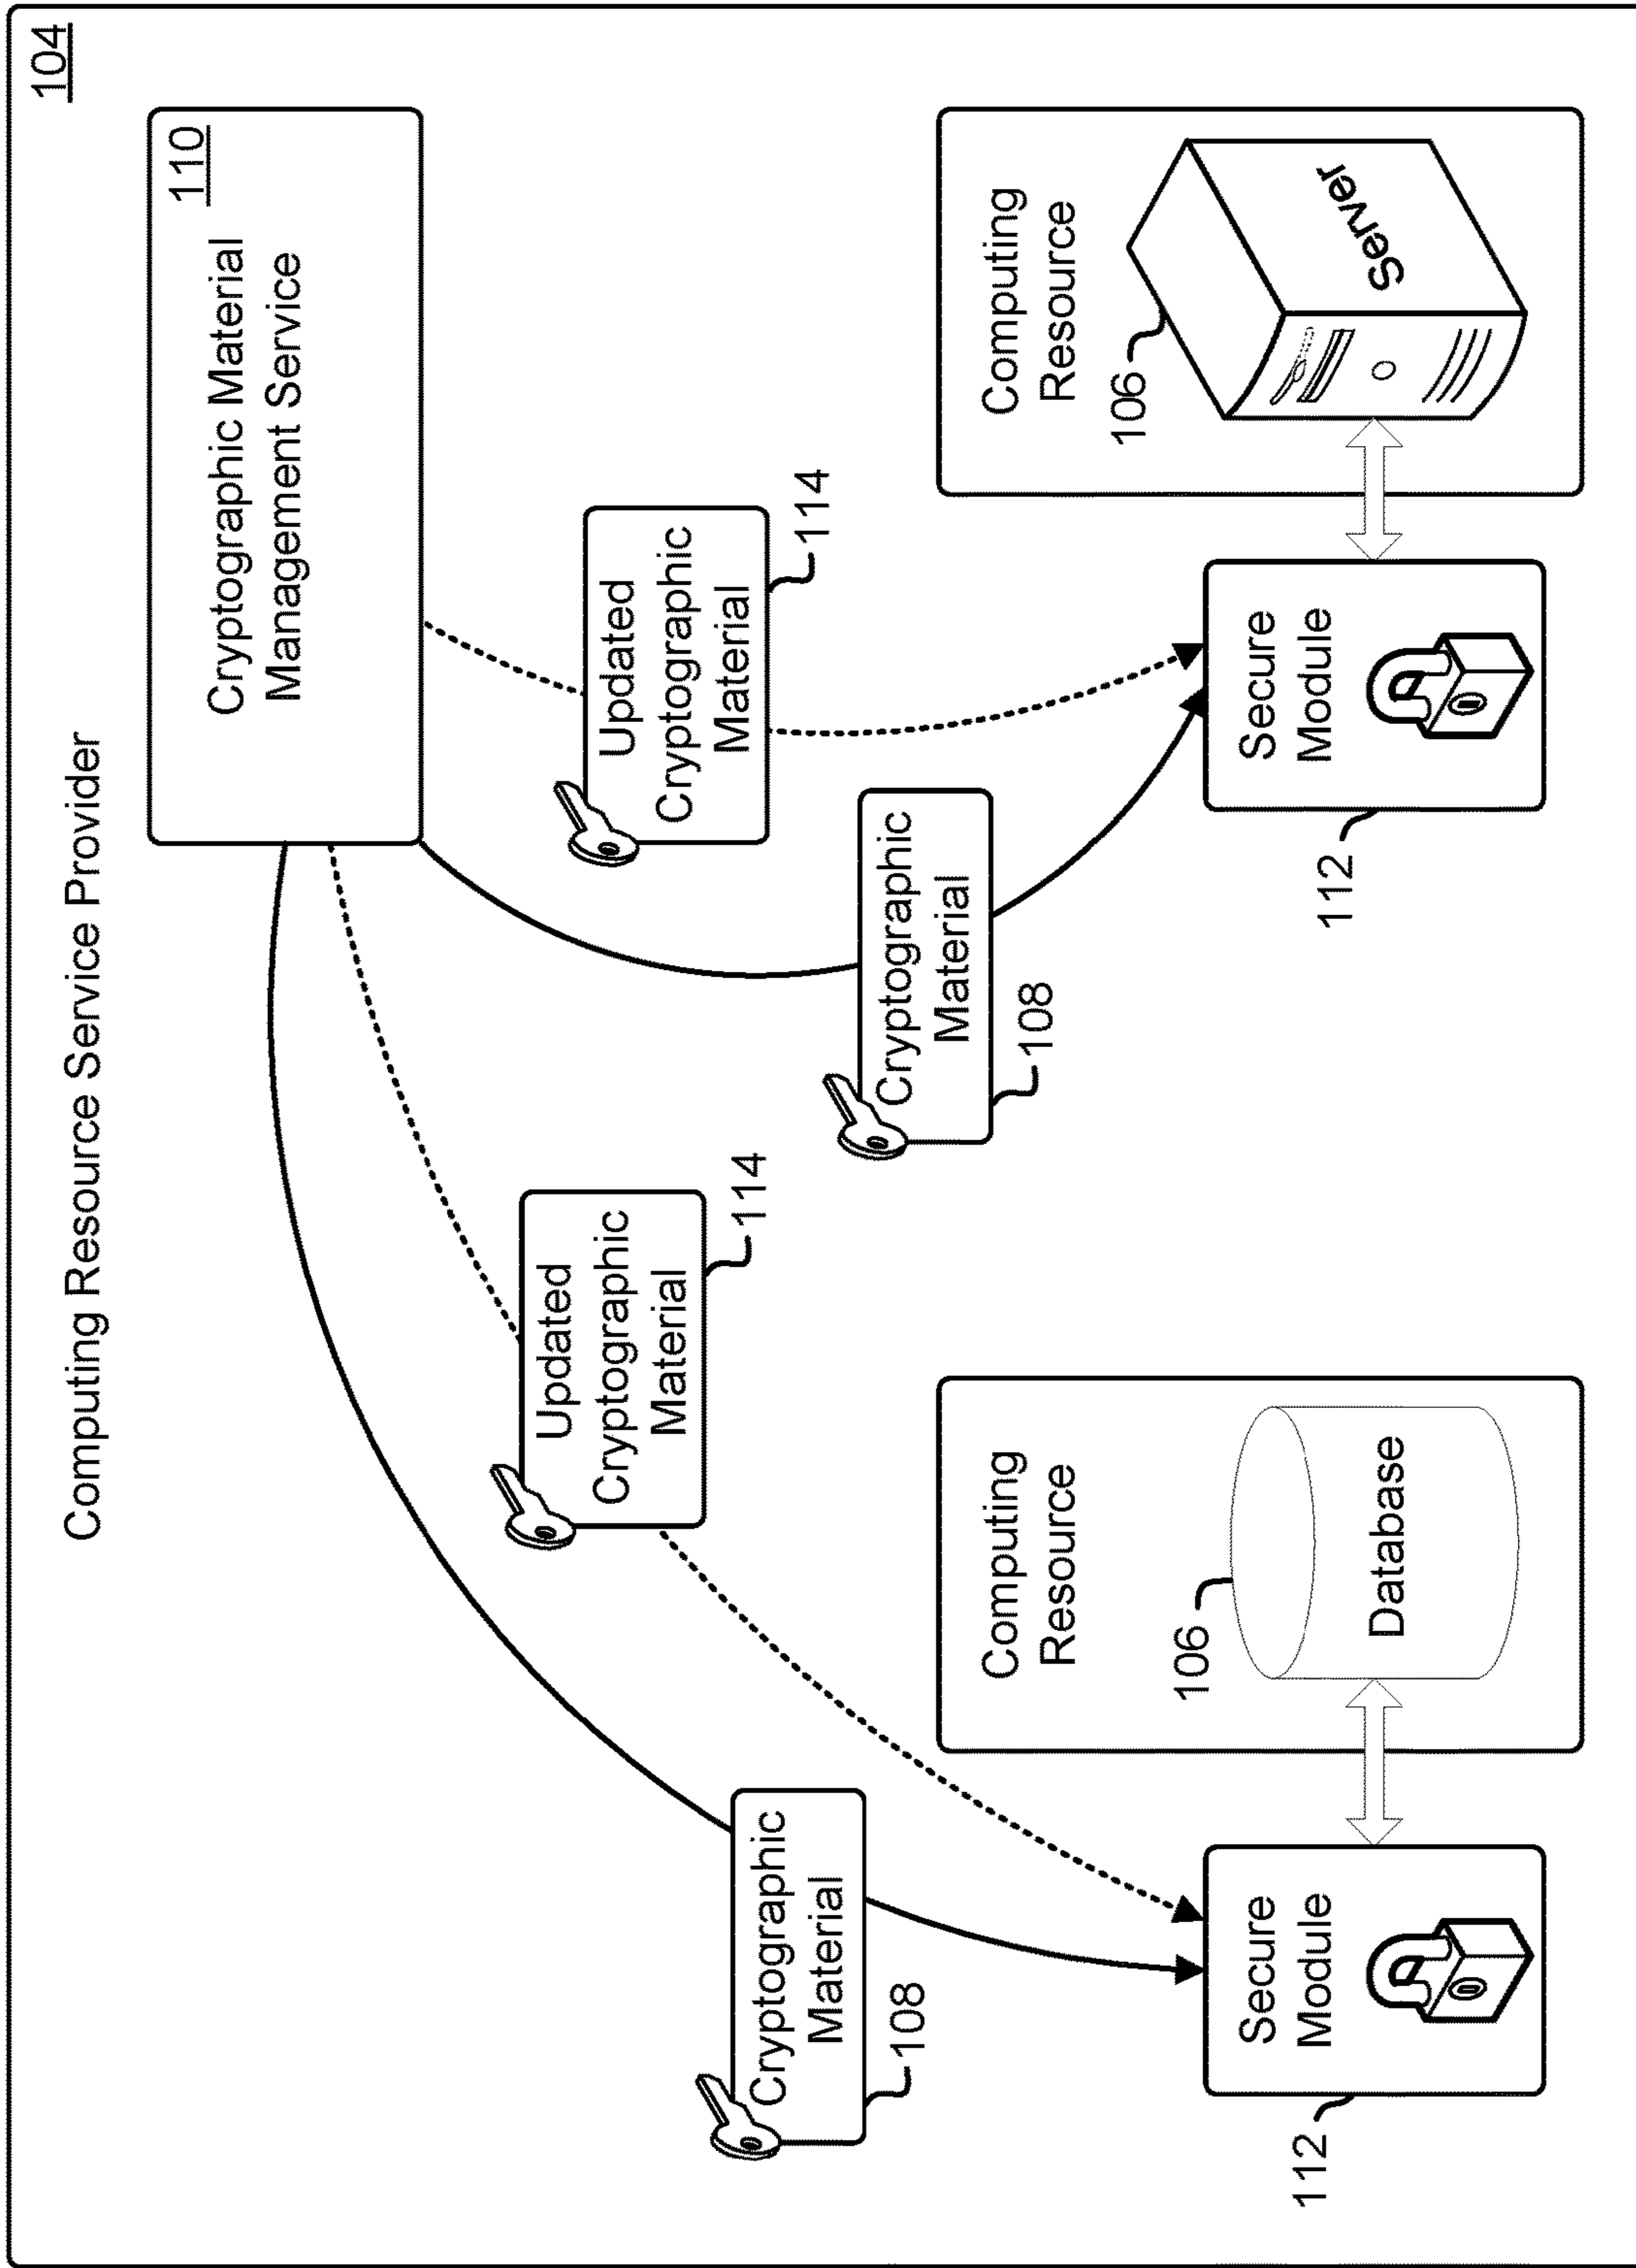 Computing Resource Service Provider
104
110
Cryptographic Material
Management Service
Updated
Cryptographic
Material
114
Updated
Cryptographic
Material
114
Cryptographic
Material
108
Cryptographic
Material
108
Computing
Resource
106
Database
Computing
Resource
106
Server
Secure
Module
112
Secure
Module
112